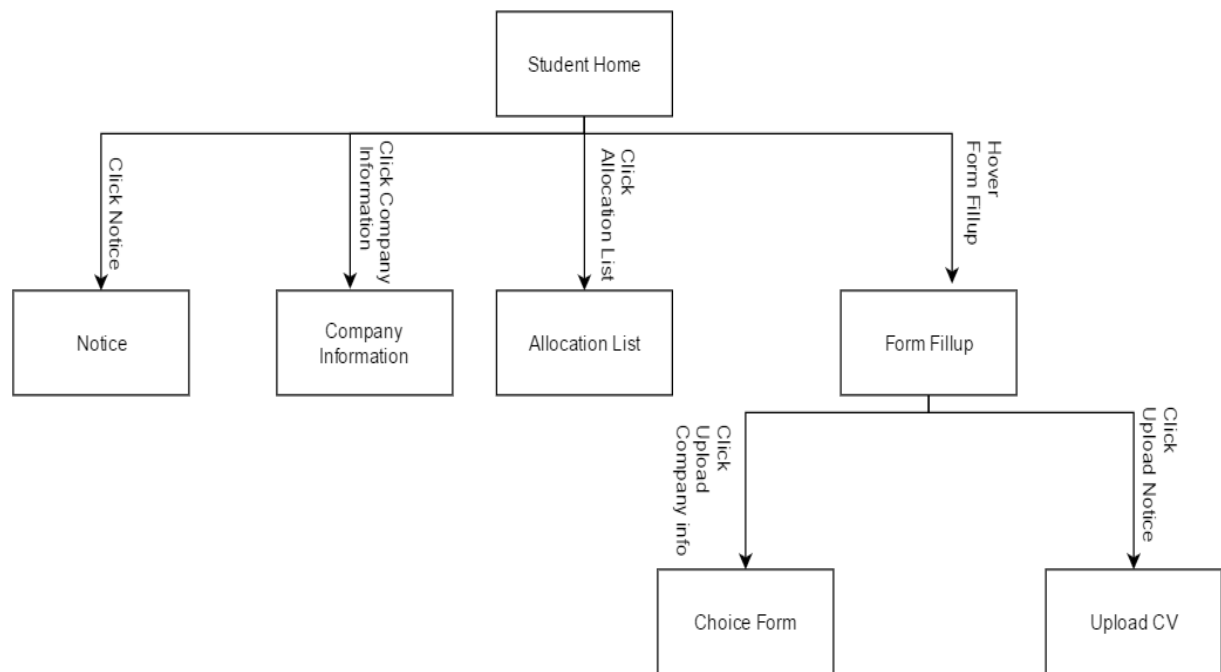 Student Home
Click Notice
Click Company
Information
Click
Allocation List
Hover
Form Fillup
Notice
Company
Information
Allocation List
Form Fillup
Click
Upload
Company info
Click
Upload Notice
Choice Form
Upload CV